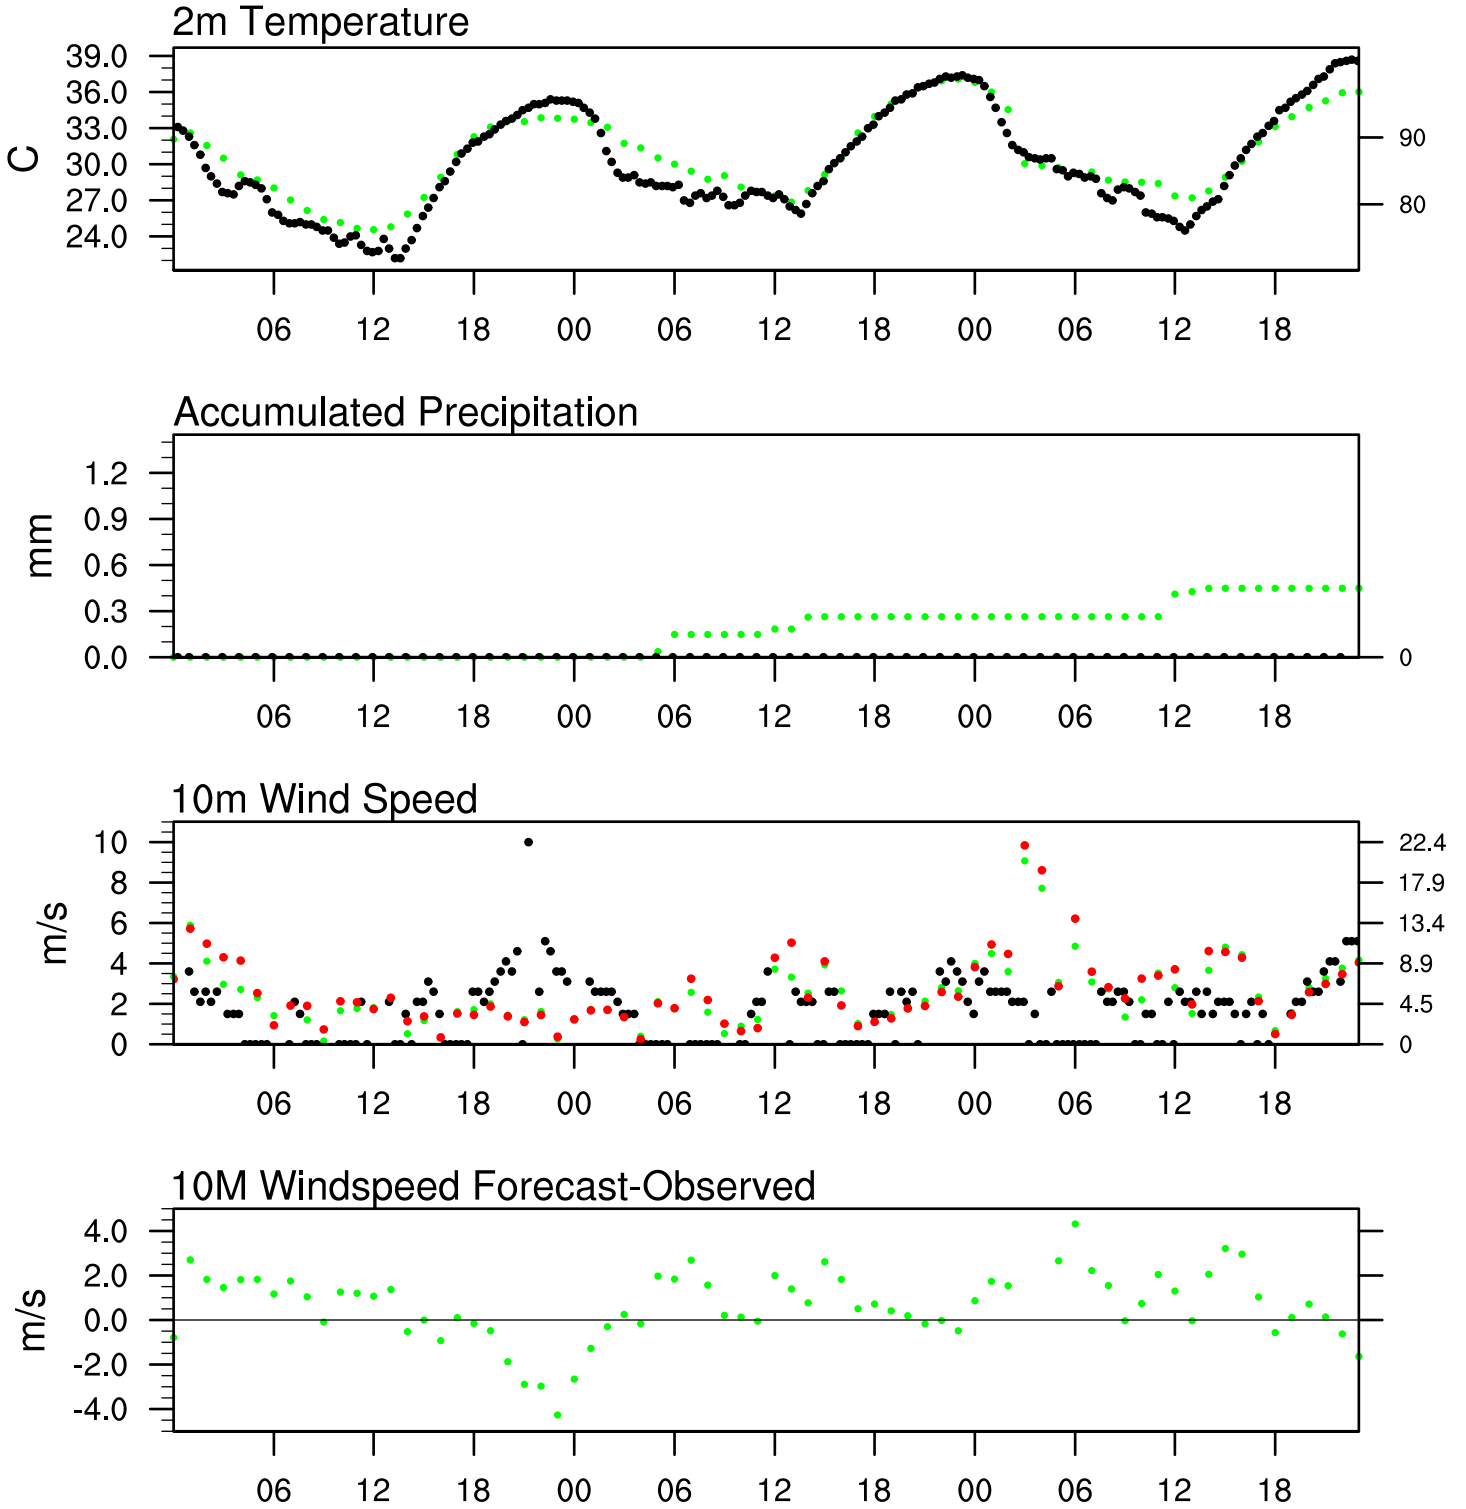 2m Temperature
39.0
36.0
33.0
30.0
27.0
24.0
C
90
80
06 12 18 00 06 12 18 00 06 12 18
Accumulated Precipitation
1.2
0.9
0.6
0.3
0.0
mm
0
06 12 18 00 06 12 18 00 06 12 18
10m Wind Speed
10
8
6
4
2
0
m/s
22.4
17.9
13.4
8.9
4.5
0
06 12 18 00 06 12 18 00 06 12 18
10M Windspeed Forecast-Observed
4.0
2.0
0.0
-2.0
-4.0
m/s
06 12 18 00 06 12 18 00 06 12 18